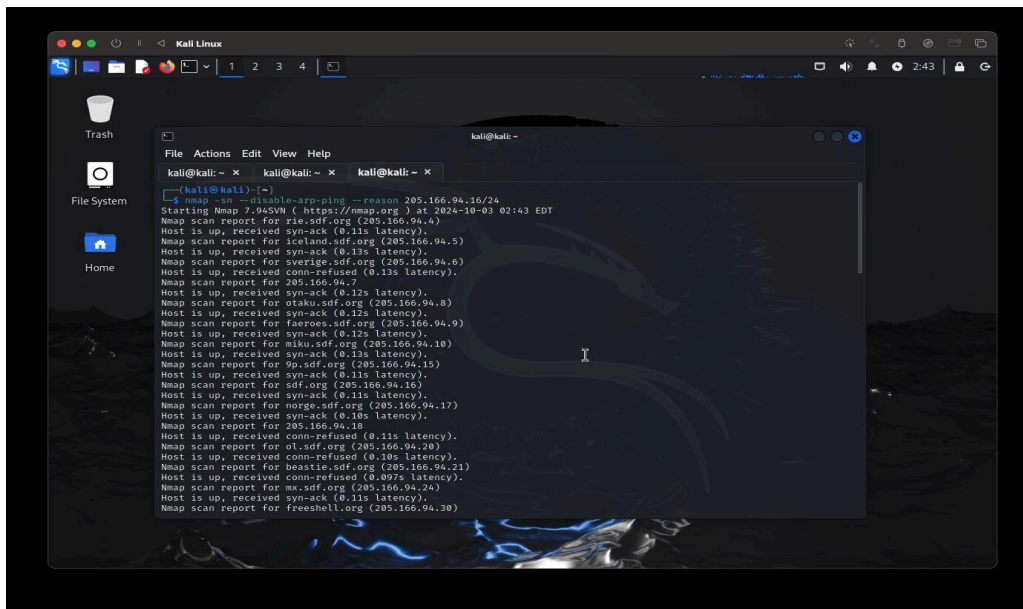 Kali Linux
1 2 3 4
2:43
Trash
File System
Home
kali@kali: ~
File Actions Edit View Help
kali@kali: ~ × kali@kali: ~ × kali@kali: ~ ×
┌──(kali㉿kali)-[~]
└─$ nmap -sn --disable-arp-ping --reason 205.166.94.16/24
Starting Nmap 7.94SVN ( https://nmap.org ) at 2024-10-03 02:43 EDT
Nmap scan report for rie.sdf.org (205.166.94.4)
Host is up, received syn-ack (0.11s latency).
Nmap scan report for iceland.sdf.org (205.166.94.5)
Host is up, received syn-ack (0.13s latency).
Nmap scan report for sverige.sdf.org (205.166.94.6)
Host is up, received conn-refused (0.13s latency).
Nmap scan report for 205.166.94.7
Host is up, received syn-ack (0.12s latency).
Nmap scan report for otaku.sdf.org (205.166.94.8)
Host is up, received syn-ack (0.12s latency).
Nmap scan report for faeroes.sdf.org (205.166.94.9)
Host is up, received syn-ack (0.12s latency).
Nmap scan report for miku.sdf.org (205.166.94.10)
Host is up, received syn-ack (0.13s latency).
Nmap scan report for 9p.sdf.org (205.166.94.15)
Host is up, received syn-ack (0.11s latency).
Nmap scan report for sdf.org (205.166.94.16)
Host is up, received syn-ack (0.11s latency).
Nmap scan report for norge.sdf.org (205.166.94.17)
Host is up, received syn-ack (0.10s latency).
Nmap scan report for 205.166.94.18
Host is up, received conn-refused (0.11s latency).
Nmap scan report for ol.sdf.org (205.166.94.20)
Host is up, received conn-refused (0.10s latency).
Nmap scan report for beastie.sdf.org (205.166.94.21)
Host is up, received conn-refused (0.097s latency).
Nmap scan report for mx.sdf.org (205.166.94.24)
Host is up, received syn-ack (0.11s latency).
Nmap scan report for freeshell.org (205.166.94.30)